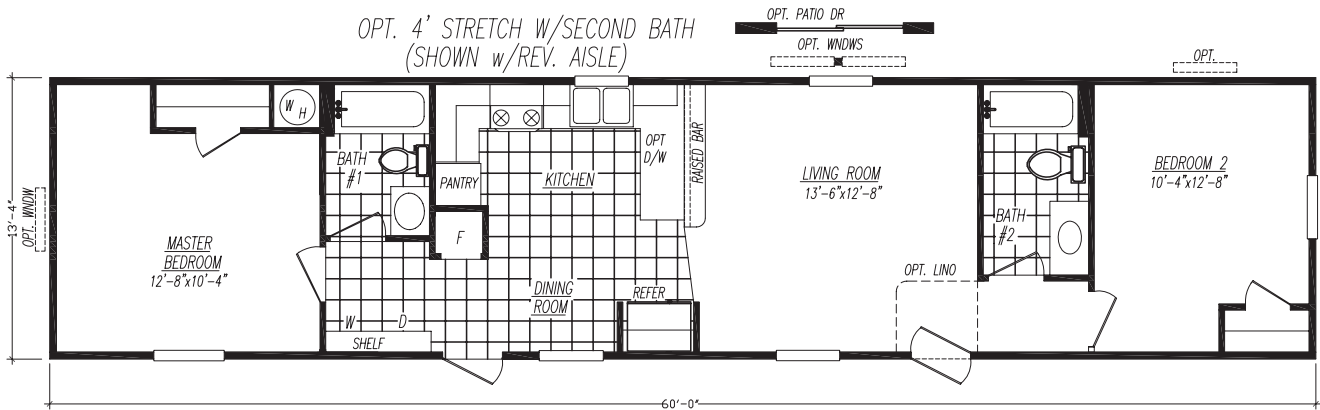 OPT. 4' STRETCH W/SECOND BATH
(SHOWN w/REV. AISLE)
OPT. PATIO DR
OPT. WNDWS
OPT.
13'-4"
OPT. WNDW
W H
BATH
#1
MASTER
BEDROOM
12'-8"x10'-4"
PANTRY
F
KITCHEN
OPT
D/W
RAISED BAR
DINING
ROOM
REFER
W D
SHELF
LIVING ROOM
13'-6"x12'-8"
OPT. LINO
BATH
#2
BEDROOM 2
10'-4"x12'-8"
60'-0"